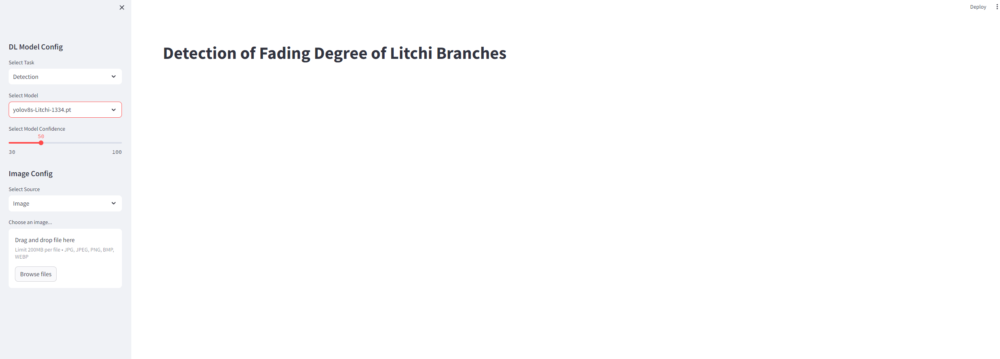 Deploy
DL Model Config
Select Task
Detection
Select Model
yolov8s-Litchi-1334.pt
Select Model Confidence
50
30 100
Image Config
Select Source
Image
Choose an image...
Drag and drop file here
Limit 200MB per file • JPG, JPEG, PNG, BMP,
WEBP
Browse files
Detection of Fading Degree of Litchi Branches